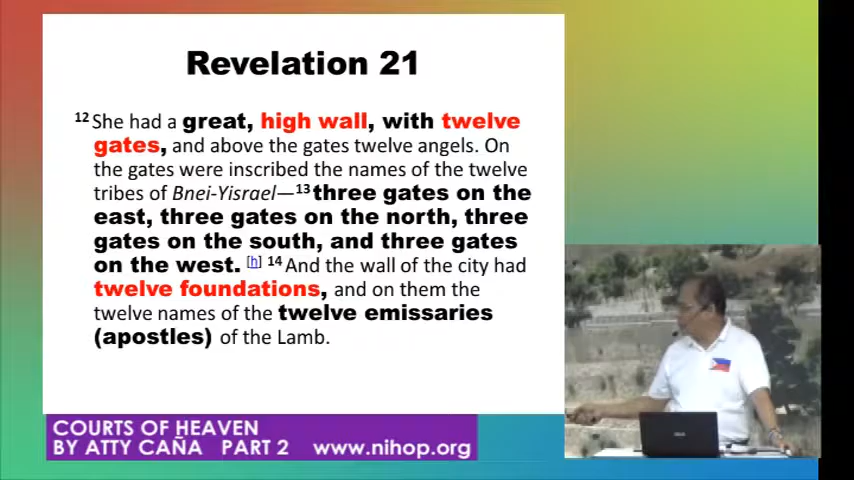 Revelation 21
12 She had a great, high wall, with twelve
gates, and above the gates twelve angels. On
the gates were inscribed the names of the twelve
tribes of Bnei-Yisrael—13 three gates on the
east, three gates on the north, three
gates on the south, and three gates
on the west. [h] 14 And the wall of the city had
twelve foundations, and on them the
twelve names of the twelve emissaries
(apostles) of the Lamb.
COURTS OF HEAVEN
BY ATTY CAÑA PART 2 www.nihop.org